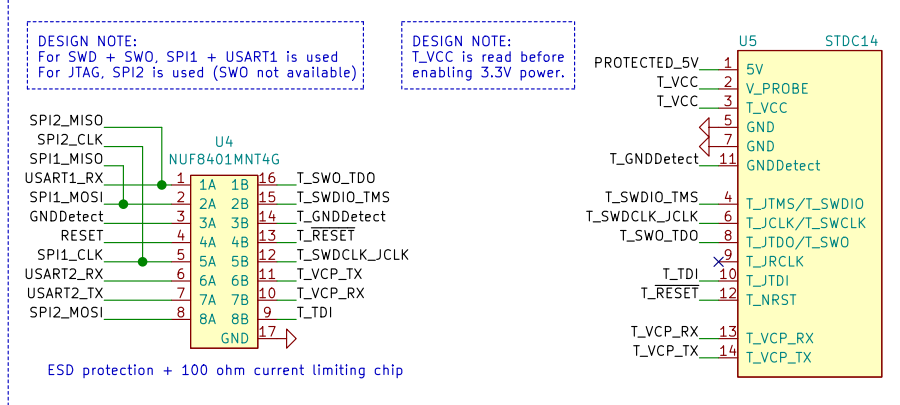 DESIGN NOTE:
For SWD + SWO, SPI1 + USART1 is used
For JTAG, SPI2 is used (SWO not available)
DESIGN NOTE:
T_VCC is read before
enabling 3.3V power.
SPI2_MISO
SPI2_CLK
SPI1_MISO
USART1_RX
SPI1_MOSI
GNDDetect
RESET
SPI1_CLK
USART2_RX
USART2_TX
SPI2_MOSI
U4
NUF8401MNT4G
1 1A 1B 16 T_SWO_TDO
2 2A 2B 15 T_SWDIO_TMS
3 3A 3B 14 T_GNDDetect
4 4A 4B 13 T_RESET
5 5A 5B 12 T_SWDCLK_JCLK
6 6A 6B 11 T_VCP_TX
7 7A 7B 10 T_VCP_RX
8 8A 8B 9 T_TDI
GND 17
ESD protection + 100 ohm current limiting chip
U5 STDC14
PROTECTED_5V 1 5V
T_VCC 2 V_PROBE
T_VCC 3 T_VCC
5 GND
7 GND
T_GNDDetect 11 GNDDetect
T_SWDIO_TMS 4 T_JTMS/T_SWDIO
T_SWDCLK_JCLK 6 T_JCLK/T_SWCLK
T_SWO_TDO 8 T_JTDO/T_SWO
9 T_JRCLK
T_TDI 10 T_JTDI
T_RESET 12 T_NRST
T_VCP_RX 13 T_VCP_RX
T_VCP_TX 14 T_VCP_TX